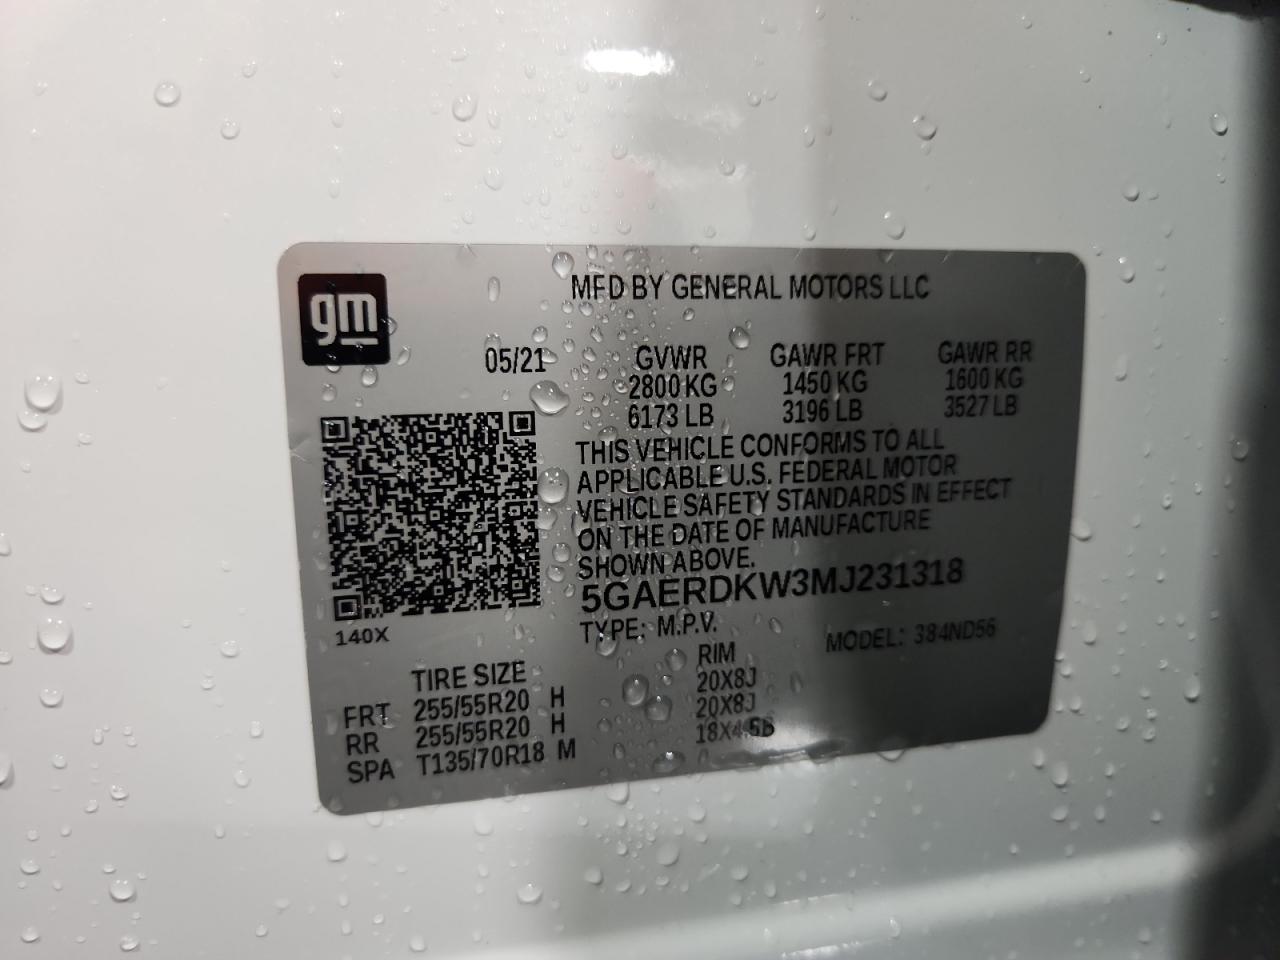 gm
MFD BY GENERAL MOTORS LLC
05/21 GVWR GAWR FRT GAWR RR
2800 KG 1450 KG 1600 KG
6173 LB 3196 LB 3527 LB
THIS VEHICLE CONFORMS TO ALL
APPLICABLE U.S. FEDERAL MOTOR
VEHICLE SAFETY STANDARDS IN EFFECT
ON THE DATE OF MANUFACTURE
SHOWN ABOVE.
5GAERDKW3MJ231318
140X
TYPE: M.P.V. MODEL: 384ND56
TIRE SIZE RIM
FRT 255/55R20 H 20X8J
RR 255/55R20 H 20X8J
SPA T135/70R18 M 18X4.5B